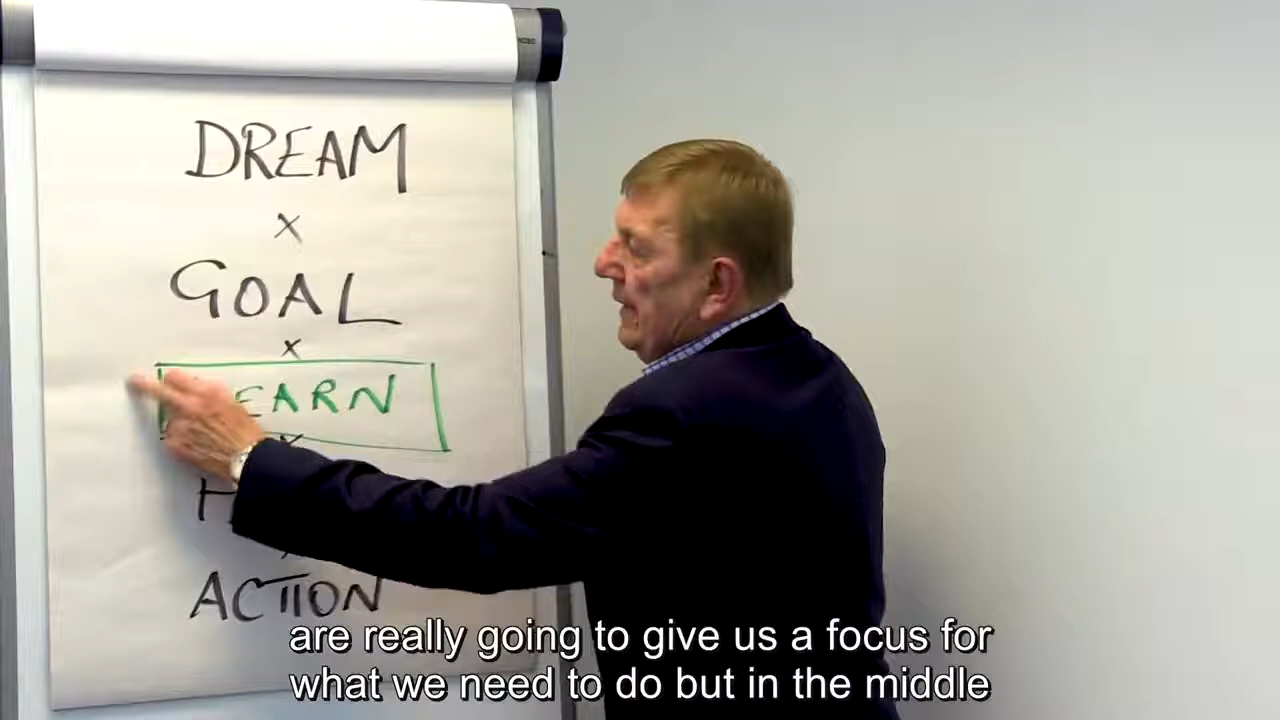 DREAM
x
GOAL
x
EARN
x
H
ACTION
are really going to give us a focus for
what we need to do but in the middle